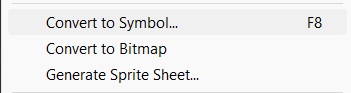 Convert to Symbol... F8
Convert to Bitmap
Generate Sprite Sheet...